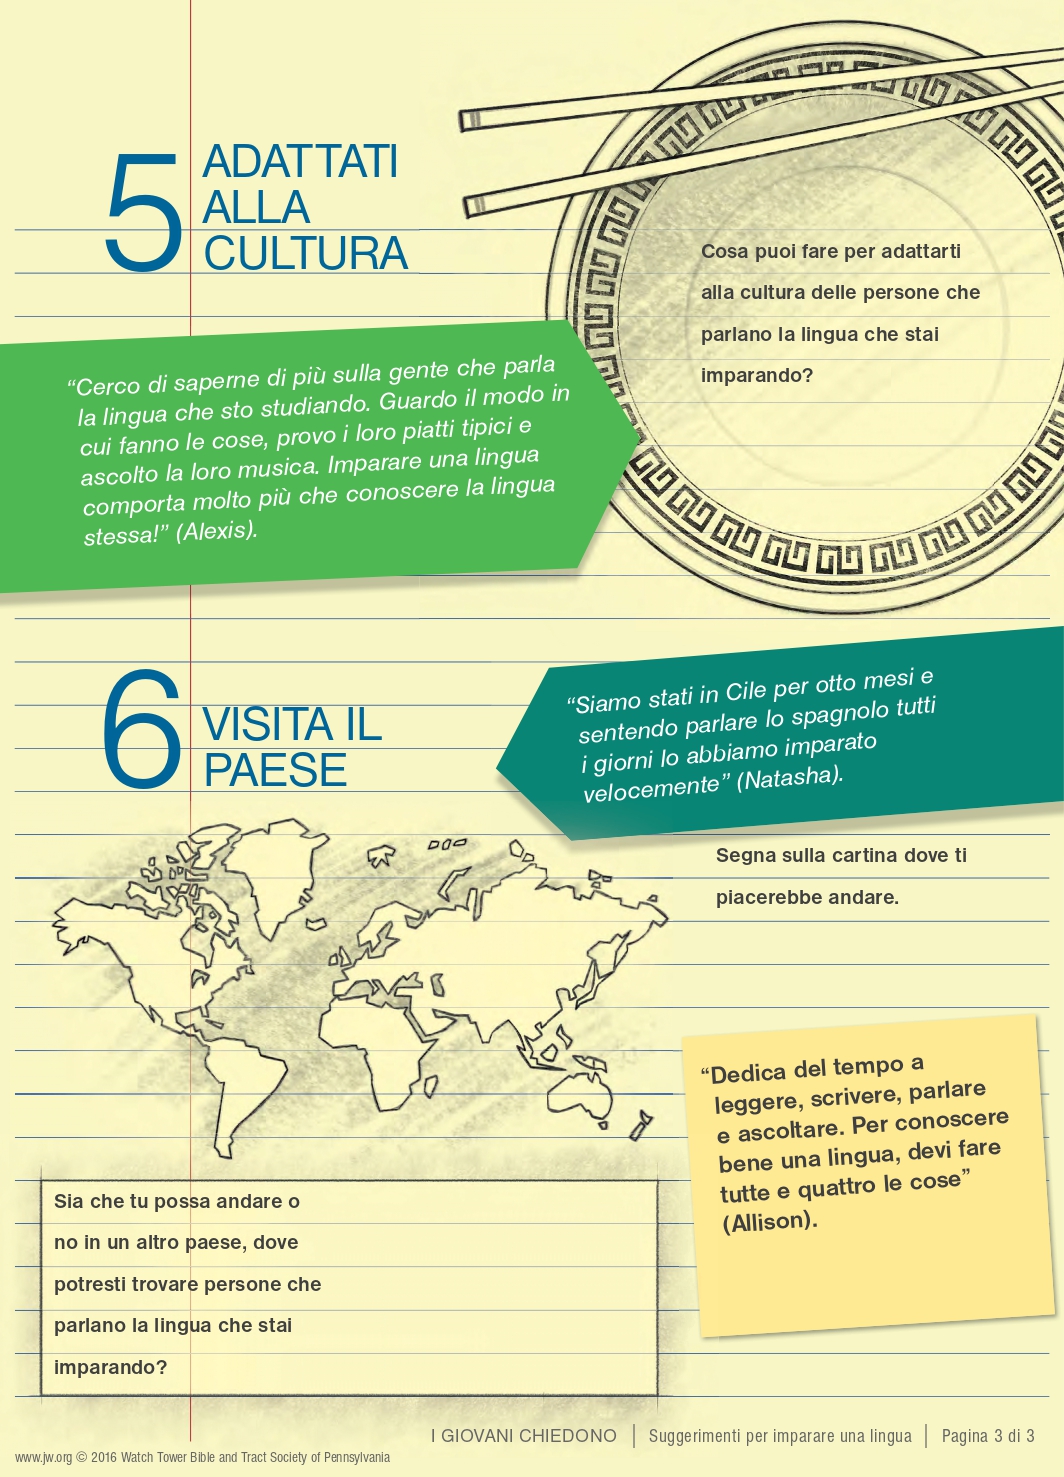 5
ADATTATI
ALLA
CULTURA
Cosa puoi fare per adattarti
alla cultura delle persone che
parlano la lingua che stai
imparando?
“Cerco di saperne di più sulla gente che parla
la lingua che sto studiando. Guardo il modo in
cui fanno le cose, provo i loro piatti tipici e
ascolto la loro musica. Imparare una lingua
comporta molto più che conoscere la lingua
stessa!” (Alexis).
6
VISITA IL
PAESE
“Siamo stati in Cile per otto mesi e
sentendo parlare lo spagnolo tutti
i giorni lo abbiamo imparato
velocemente” (Natasha).
Segna sulla cartina dove ti
piacerebbe andare.
“Dedica del tempo a
leggere, scrivere, parlare
e ascoltare. Per conoscere
bene una lingua, devi fare
tutte e quattro le cose”
(Allison).
Sia che tu possa andare o
no in un altro paese, dove
potresti trovare persone che
parlano la lingua che stai
imparando?
I GIOVANI CHIEDONO | Suggerimenti per imparare una lingua | Pagina 3 di 3
www.jw.org © 2016 Watch Tower Bible and Tract Society of Pennsylvania